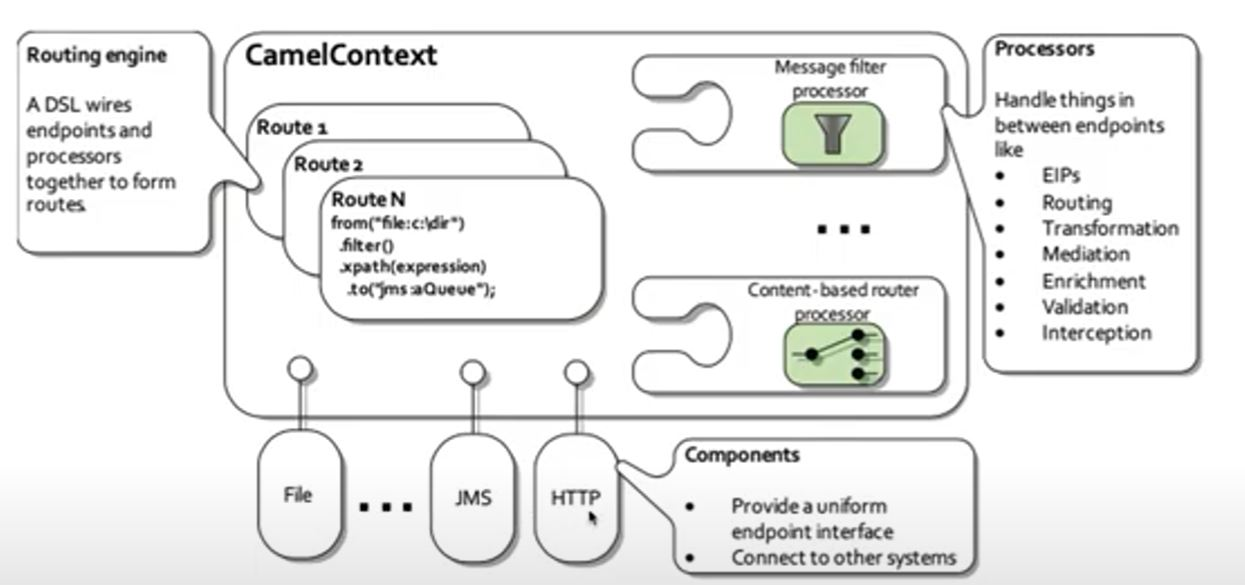 Routing engine
A DSL wires
endpoints and
processors
together to form
routes.
CamelContext
Route 1
Route 2
Route N
from("file:c:\dir")
.filter()
.xpath(expression)
.to("jms:aQueue");
Message filter
processor
...
Content-based router
processor
Processors
Handle things in
between endpoints
like
• EIPs
• Routing
• Transformation
• Mediation
• Enrichment
• Validation
• Interception
File
...
JMS
HTTP
Components
• Provide a uniform
endpoint interface
• Connect to other systems